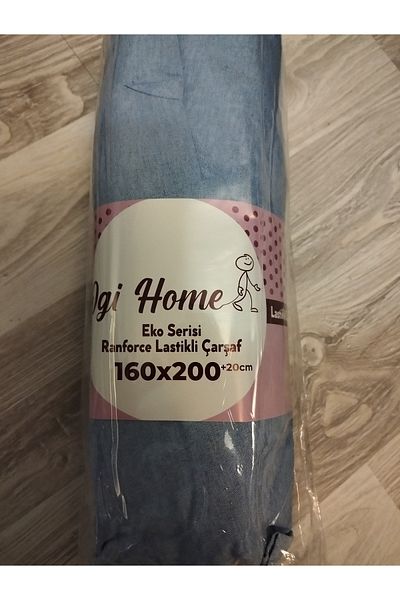 Ogi Home
Eko Serisi
Ranforce Lastikli Çarşaf
160x200 +20cm